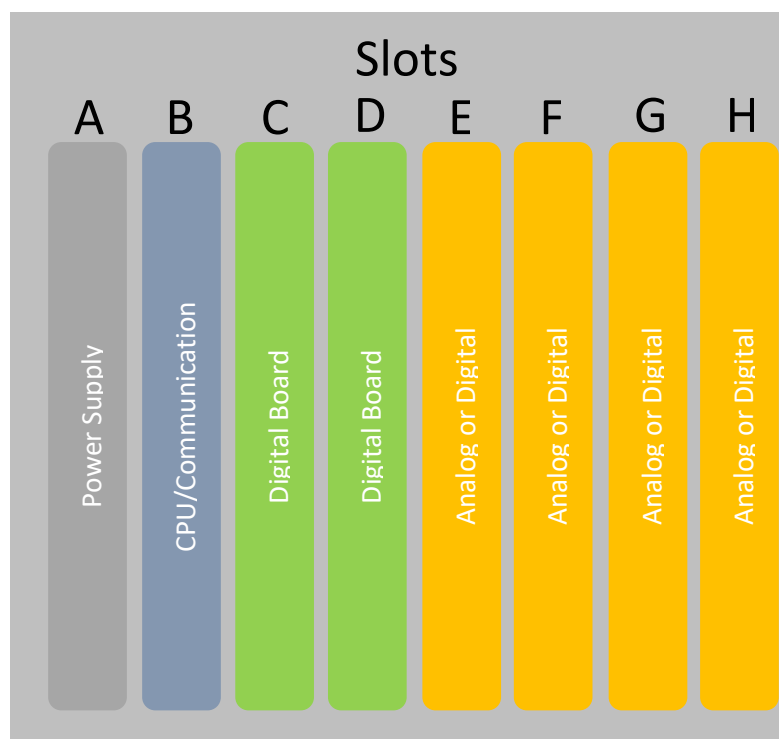 Slots
A B C D E F G H
Power Supply
CPU/Communication
Digital Board
Digital Board
Analog or Digital
Analog or Digital
Analog or Digital
Analog or Digital